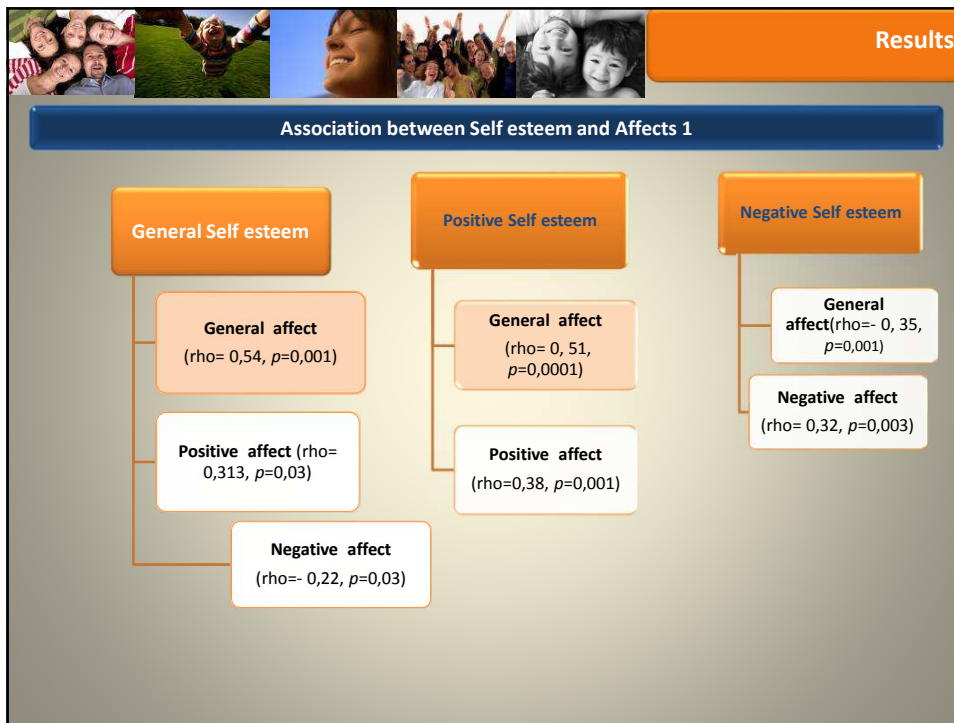 Results
Association between Self esteem and Affects 1
General Self esteem
General affect
(rho= 0,54, p=0,001)
Positive affect (rho=
0,313, p=0,03)
Negative affect
(rho=- 0,22, p=0,03)
Positive Self esteem
General affect
(rho= 0, 51,
p=0,0001)
Positive affect
(rho=0,38, p=0,001)
Negative Self esteem
General
affect(rho=- 0, 35,
p=0,001)
Negative affect
(rho= 0,32, p=0,003)